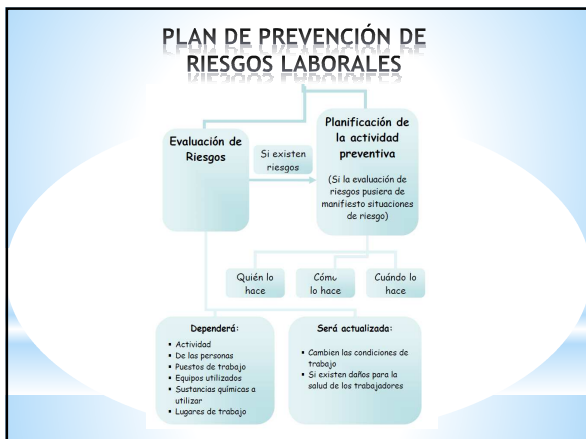 PLAN DE PREVENCIÓN DE
RIESGOS LABORALES
Evaluación de
Riesgos
Si existen
riesgos
Planificación de
la actividad
preventiva
(Si la evaluación de
riesgos pusiera de
manifiesto situaciones
de riesgo)
Quién lo
hace
Cómo
lo hace
Cuándo lo
hace
Dependerá:
▪ Actividad
▪ De las personas
▪ Puestos de trabajo
▪ Equipos utilizados
▪ Sustancias químicas a
utilizar
▪ Lugares de trabajo
Será actualizada:
▪ Cambien las condiciones de
trabajo
▪ Si existen daños para la
salud de los trabajadores